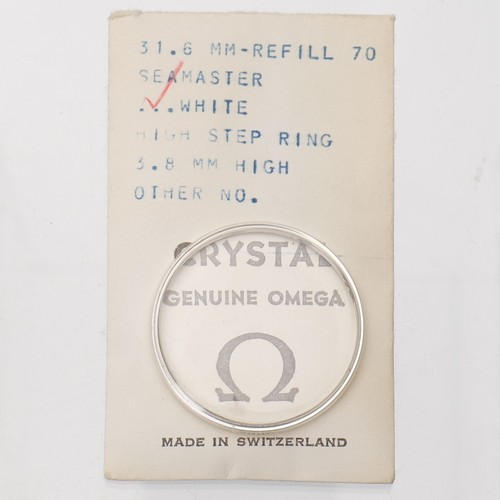 31.6 MM-REFILL 70
SEAMASTER
...WHITE
HIGH STEP RING
3.8 MM HIGH
OTHER NO.
CRYSTAL
GENUINE OMEGA
Ω
MADE IN SWITZERLAND